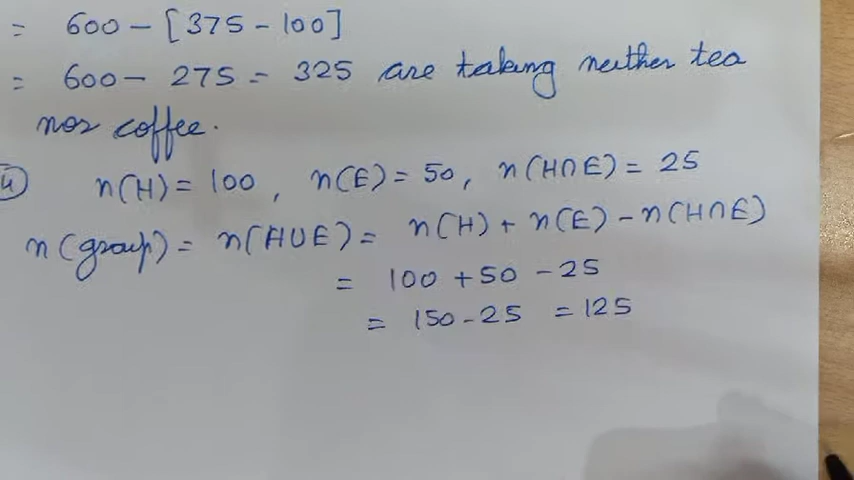 = 600 - [375 - 100]
= 600 - 275 = 325 are taking neither tea
nor coffee.
4) n(H) = 100 , n(E) = 50, n(H∩E) = 25
n(group) = n(H∪E) = n(H) + n(E) - n(H∩E)
= 100 + 50 - 25
= 150 - 25 = 125